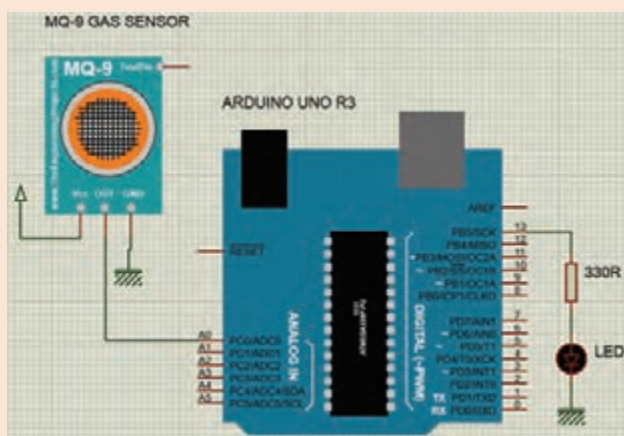 MQ-9 GAS SENSOR
MQ-9
TestPin
Vcc OUT GND
ARDUINO UNO R3
AREF
RESET
13
12
11
10
9
8
PB5/SCK
PB4/MISO
PB3/MOSI/OC2A
PB2/SS/OC1B
PB1/OC1A
PB0/ICP1/CLKO
330R
7
6
5
4
3
2
1
0
PD7/AIN1
PD6/AIN0
PD5/T1
PD4/T0/XCK
PD3/INT1
PD2/INT0
PD1/TXD
PD0/RXD
TX
RX
DIGITAL (~PWM)
ANALOG IN
LED
A0
A1
A2
A3
A4
A5
PC0/ADC0
PC1/ADC1
PC2/ADC2
PC3/ADC3
PC4/ADC4/SDA
PC5/ADC5/SCL